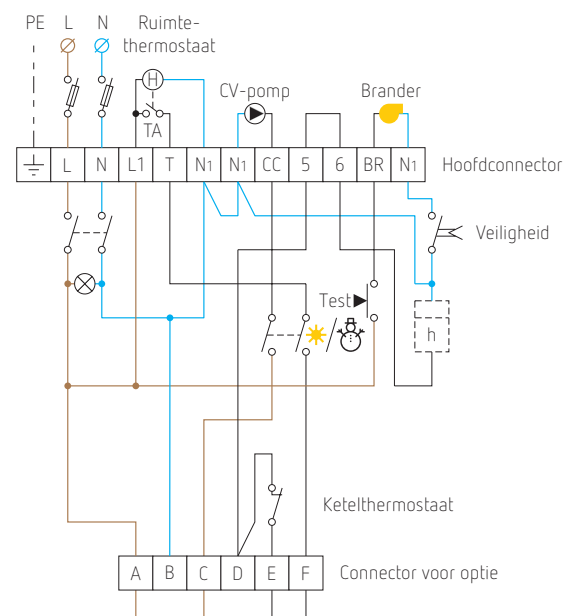 PE L N Ruimte-
thermostaat
H
CV-pomp Brander
TA
L N L1 T N1 N1 CC 5 6 BR N1 Hoofdconnector
Veiligheid
Test
h
Ketelthermostaat
A B C D E F Connector voor optie